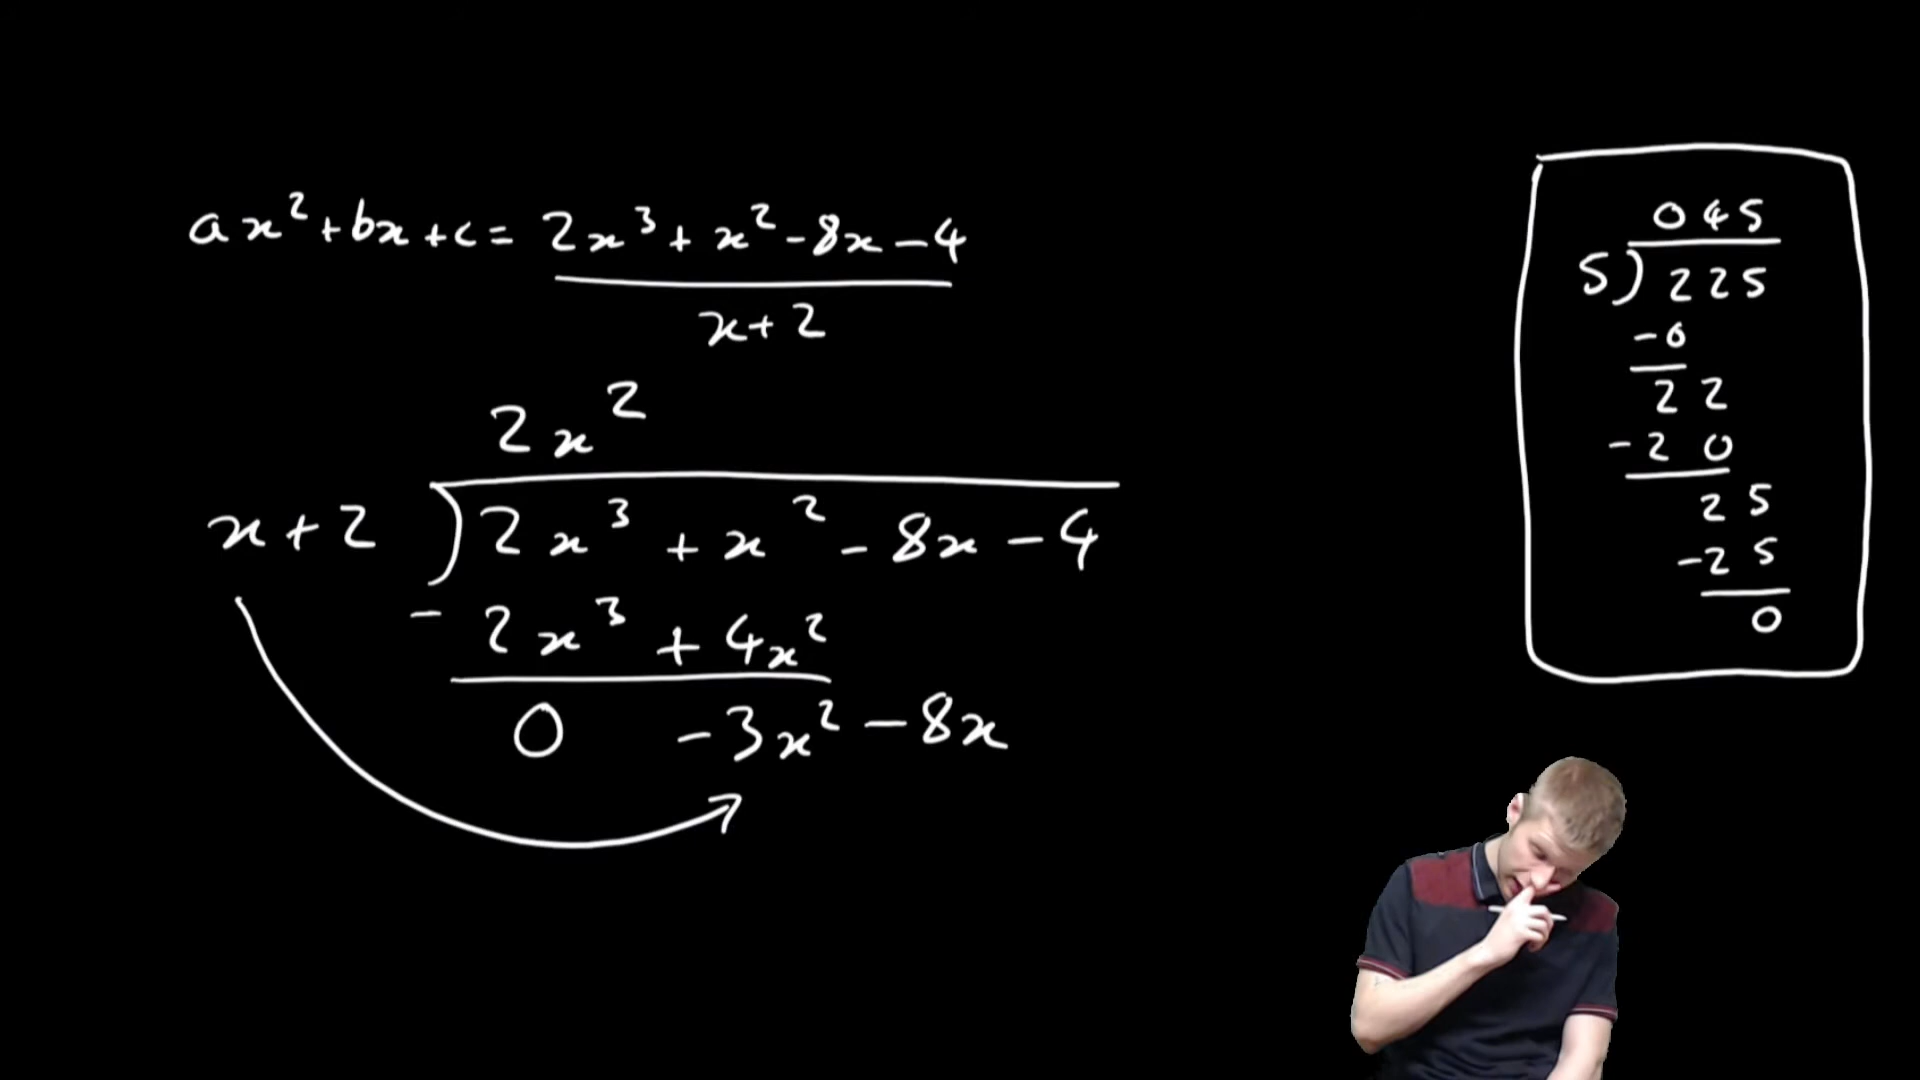 ax²+bx+c = 2x³+x²-8x-4
x+2
2x²
x+2 ) 2x³ + x² - 8x - 4
- 2x³ + 4x²
0 -3x² - 8x
045
5 ) 225
-0
22
-20
25
-25
0